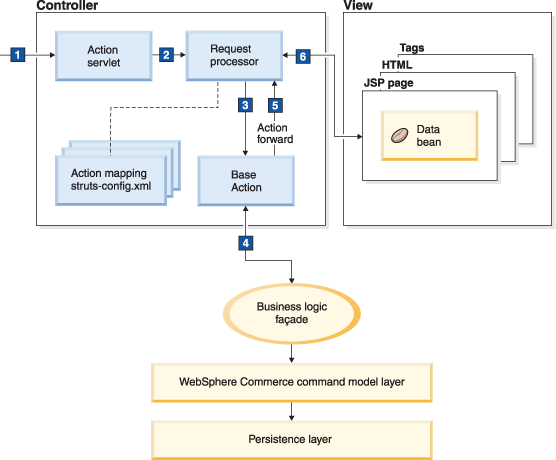 Controller
View
1
Action
servlet
2
Request
processor
6
Tags
HTML
JSP page
Data
bean
3
5
Action
forward
Action mapping
struts-config.xml
Base
Action
4
Business logic
façade
WebSphere Commerce command model layer
Persistence layer